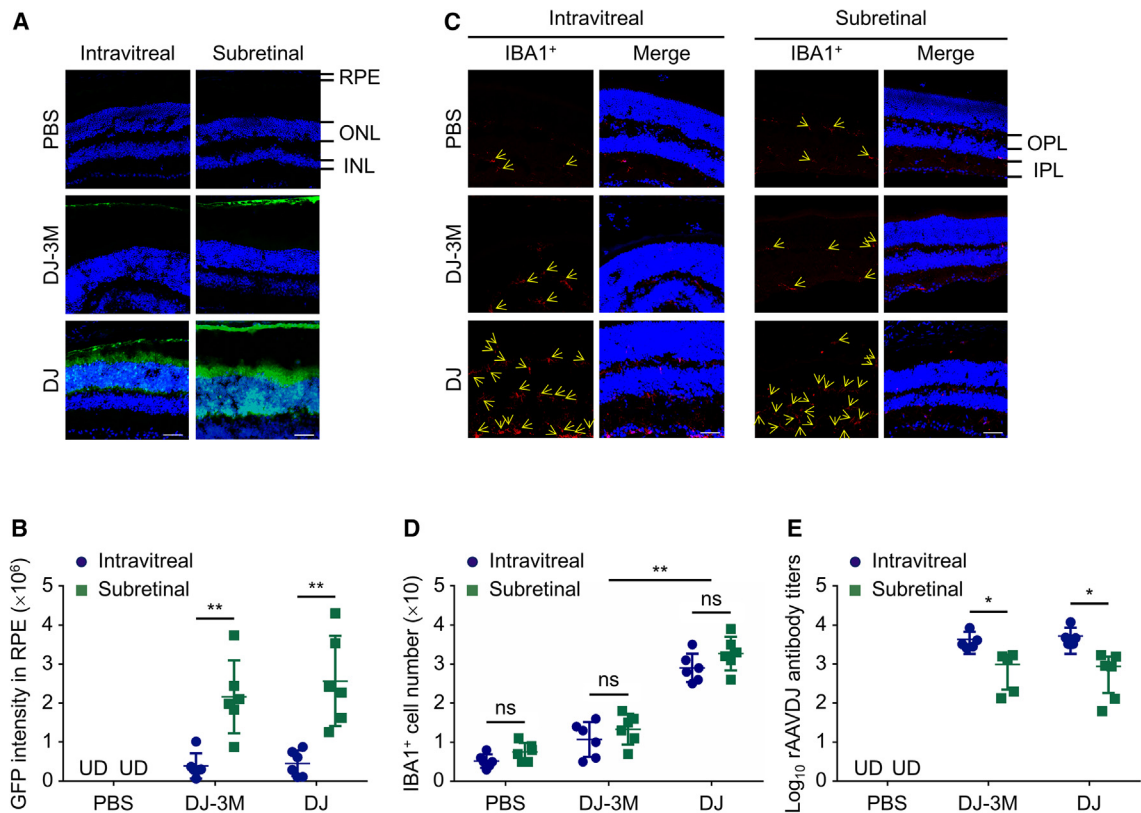 A
Intravitreal Subretinal
PBS
RPE
ONL
INL
DJ-3M
DJ
C
Intravitreal Subretinal
IBA1⁺ Merge IBA1⁺ Merge
PBS
OPL
IPL
DJ-3M
DJ
B
Intravitreal
Subretinal
GFP intensity in RPE (×10⁶)
5
4
3
2
1
0
** **
UD UD
PBS DJ-3M DJ
D
Intravitreal
Subretinal
IBA1⁺ cell number (×10)
5
4
3
2
1
0
**
ns ns ns
PBS DJ-3M DJ
E
Intravitreal
Subretinal
Log₁₀ rAAVDJ antibody titers
5
4
3
2
1
0
* *
UD UD
PBS DJ-3M DJ